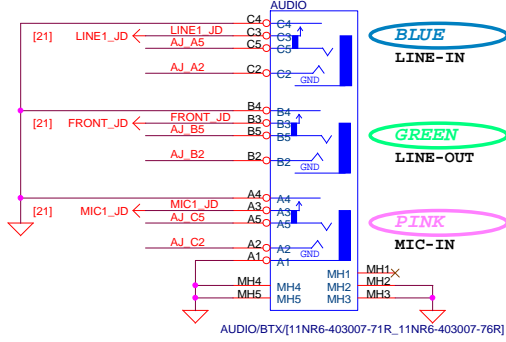 AUDIO
C4 C4
[21] LINE1_JD LINE1_JD C3 C3 BLUE
AJ_A5 C5 C5 LINE-IN
AJ_A2 C2 C2 GND
B4 B4
[21] FRONT_JD FRONT_JD B3 B3 GREEN
AJ_B5 B5 B5 LINE-OUT
AJ_B2 B2 B2 GND
A4 A4
[21] MIC1_JD MIC1_JD A3 A3 PINK
AJ_C5 A5 A5 MIC-IN
AJ_C2 A2 A2 GND
A1 A1
MH1 MH1
MH4 MH4 MH2 MH2
MH5 MH5 MH3 MH3
AUDIO/BTX/[11NR6-403007-71R_11NR6-403007-76R]